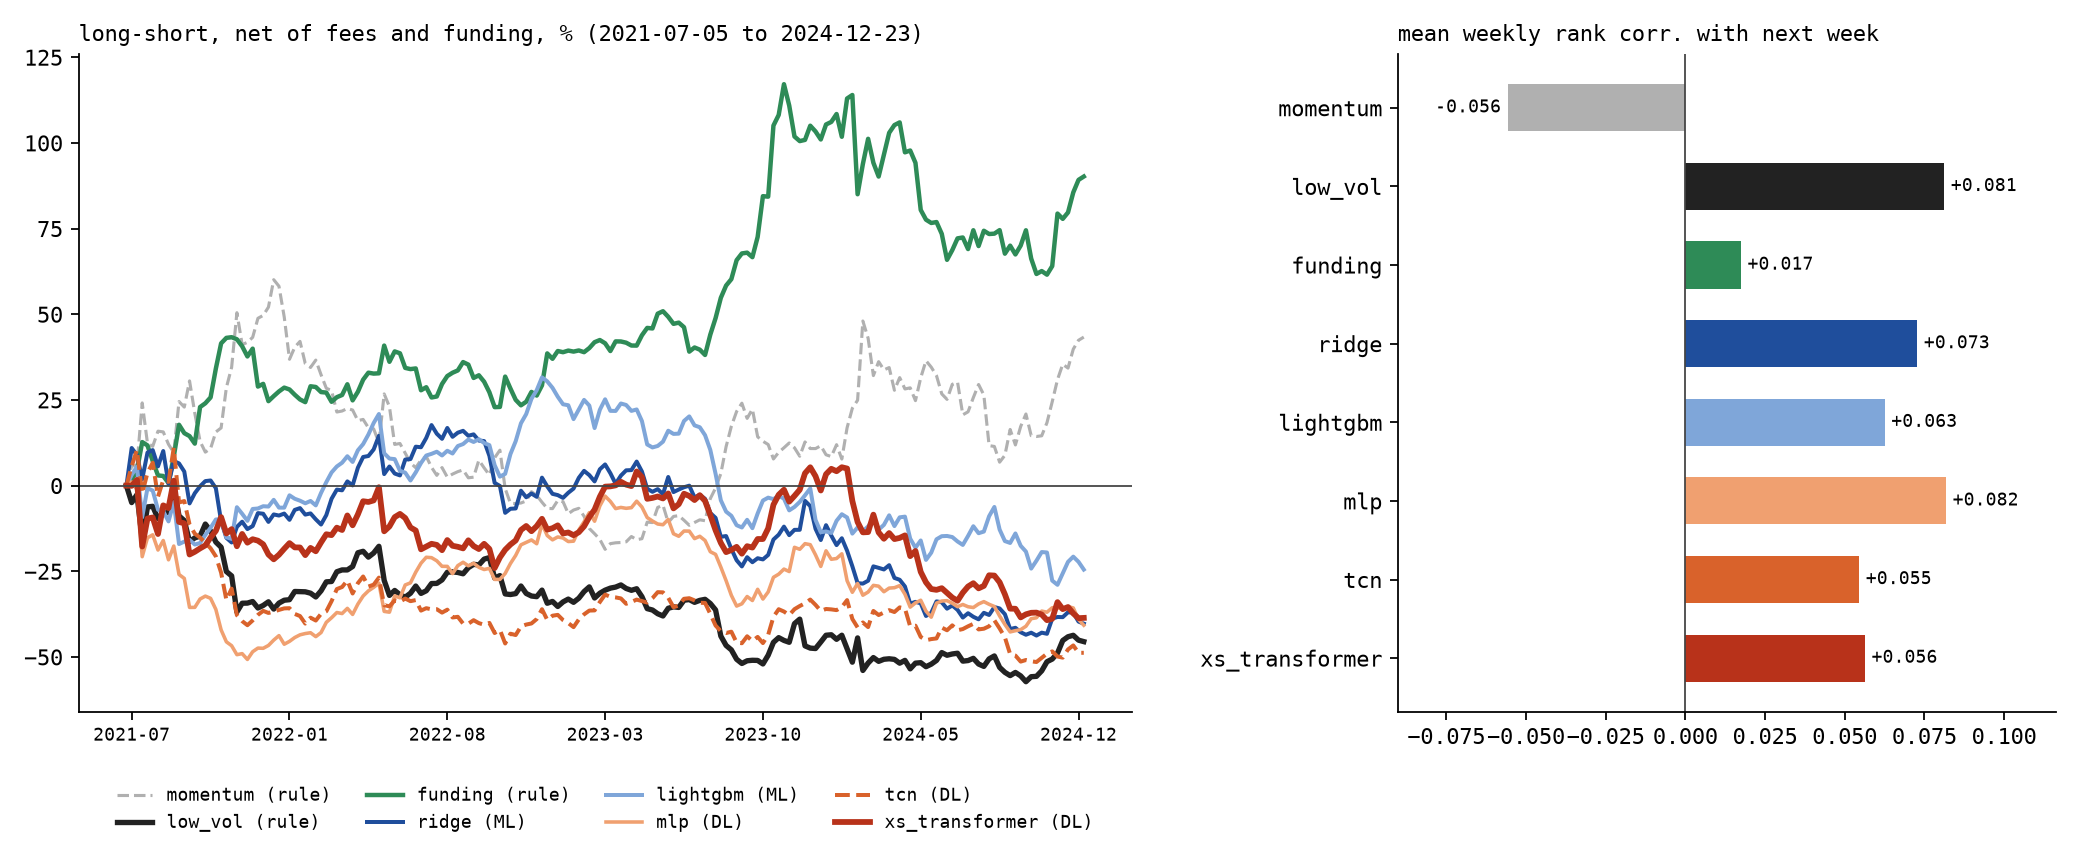 long-short, net of fees and funding, % (2021-07-05 to 2024-12-23)
125
100
75
50
25
0
−25
−50
2021-07 2022-01 2022-08 2023-03 2023-10 2024-05 2024-12
momentum (rule) funding (rule) lightgbm (ML) tcn (DL)
low_vol (rule) ridge (ML) mlp (DL) xs_transformer (DL)
mean weekly rank corr. with next week
momentum -0.056
low_vol +0.081
funding +0.017
ridge +0.073
lightgbm +0.063
mlp +0.082
tcn +0.055
xs_transformer +0.056
−0.075 −0.050 −0.025 0.000 0.025 0.050 0.075 0.100